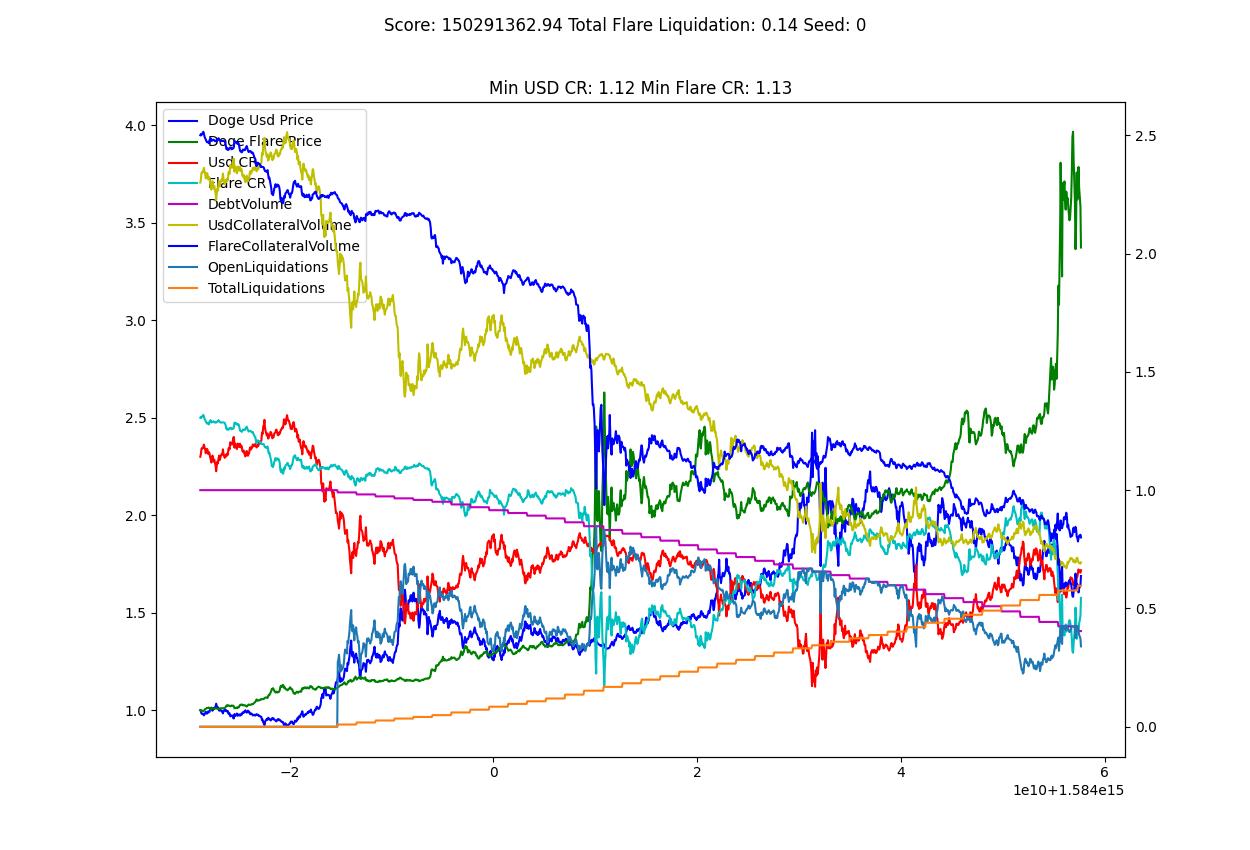 Score: 150291362.94 Total Flare Liquidation: 0.14 Seed: 0
Min USD CR: 1.12 Min Flare CR: 1.13
Doge Usd Price
Doge Flare Price
Usd CR
Flare CR
DebtVolume
UsdCollateralVolume
FlareCollateralVolume
OpenLiquidations
TotalLiquidations
4.0
3.5
3.0
2.5
2.0
1.5
1.0
2.5
2.0
1.5
1.0
0.5
0.0
−2
0
2
4
6
1e10+1.584e15